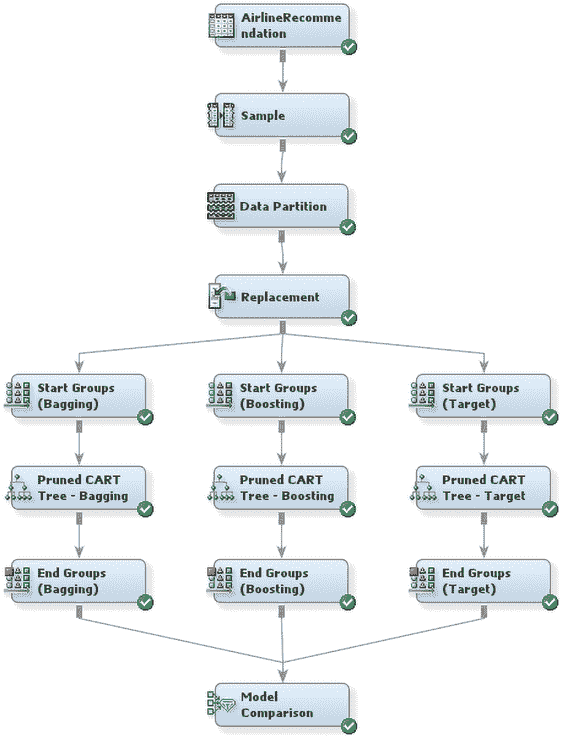 AirlineRecomme
ndation
Sample
Data Partition
Replacement
Start Groups
(Bagging)
Start Groups
(Boosting)
Start Groups
(Target)
Pruned CART
Tree - Bagging
Pruned CART
Tree - Boosting
Pruned CART
Tree - Target
End Groups
(Bagging)
End Groups
(Boosting)
End Groups
(Target)
Model
Comparison